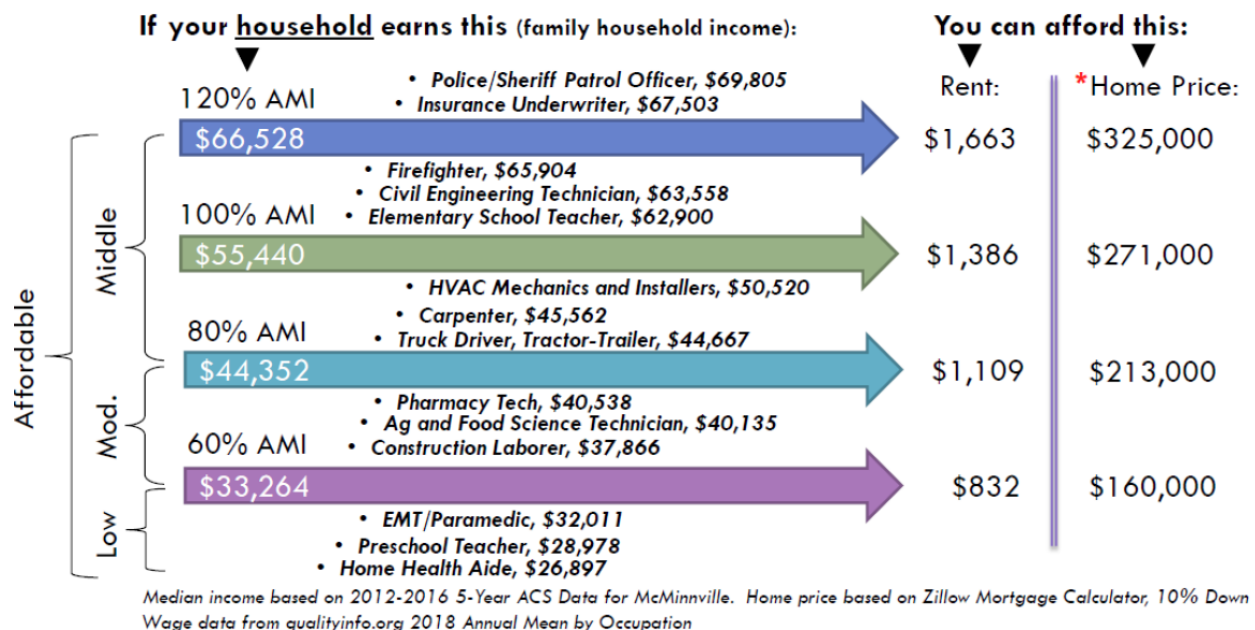 If your household earns this (family household income):
You can afford this:
Rent:
*Home Price:
• Police/Sheriff Patrol Officer, $69,805
120% AMI
• Insurance Underwriter, $67,503
$66,528
$1,663
$325,000
• Firefighter, $65,904
• Civil Engineering Technician, $63,558
100% AMI
• Elementary School Teacher, $62,900
$55,440
$1,386
$271,000
• HVAC Mechanics and Installers, $50,520
• Carpenter, $45,562
80% AMI
• Truck Driver, Tractor-Trailer, $44,667
$44,352
$1,109
$213,000
• Pharmacy Tech, $40,538
• Ag and Food Science Technician, $40,135
60% AMI
• Construction Laborer, $37,866
$33,264
$832
$160,000
• EMT/Paramedic, $32,011
• Preschool Teacher, $28,978
• Home Health Aide, $26,897
Affordable
Middle
Mod.
Low
Median income based on 2012-2016 5-Year ACS Data for McMinnville. Home price based on Zillow Mortgage Calculator, 10% Down
Wage data from qualityinfo.org 2018 Annual Mean by Occupation